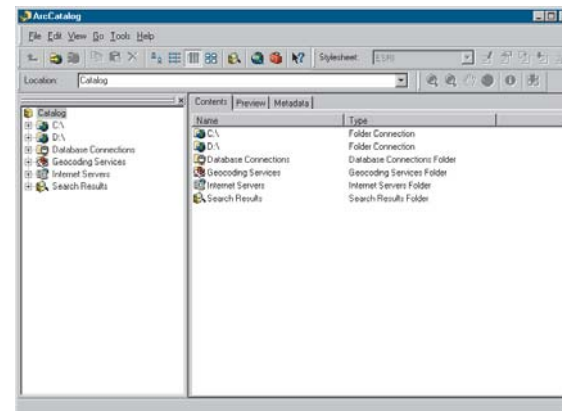 ArcCatalog
File Edit View Go Tools Help
Stylesheet: ESRI
Location: Catalog
Catalog
C:\
D:\
Database Connections
Geocoding Services
Internet Servers
Search Results
Contents Preview Metadata
Name Type
C:\ Folder Connection
D:\ Folder Connection
Database Connections Database Connections Folder
Geocoding Services Geocoding Services Folder
Internet Servers Internet Servers Folder
Search Results Search Results Folder